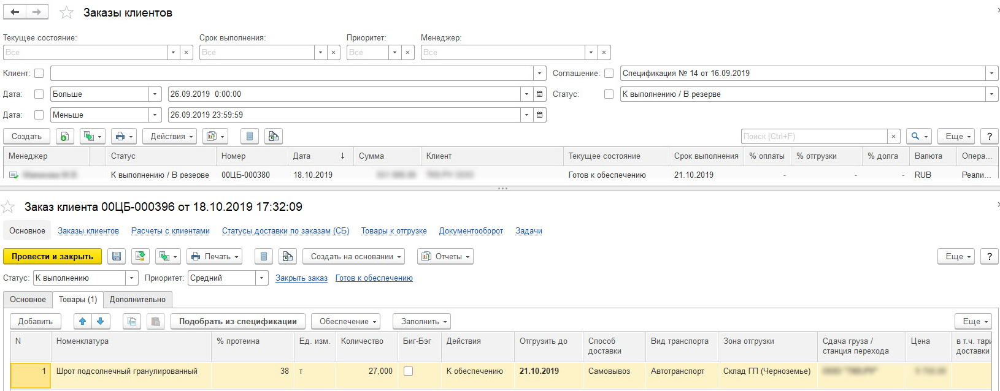 Заказы клиентов
Текущее состояние: Срок выполнения: Приоритет: Менеджер:
Все Все Все Все
Клиент: Соглашение: Спецификация № 14 от 16.09.2019
Дата: Больше 26.09.2019 0:00:00 Статус: К выполнению / В резерве
Дата: Меньше 26.09.2019 23:59:59
Создать Действия Поиск (Ctrl+F) × Еще ?
Менеджер Статус Номер Дата ↓ Сумма Клиент Текущее состояние Срок выполнения % оплаты % отгрузки % долга Валюта Опера...
К выполнению / В резерве 00ЦБ-000380 18.10.2019 Готов к обеспечению 21.10.2019 - - - RUB Реали...
Заказ клиента 00ЦБ-000396 от 18.10.2019 17:32:09
Основное Заказы клиентов Расчеты с клиентами Статусы доставки по заказам (СБ) Товары к отгрузке Документооборот Задачи
Провести и закрыть Печать Создать на основании Отчеты Еще ?
Статус: К выполнению Приоритет: Средний Закрыть заказ Готов к обеспечению
Основное Товары (1) Дополнительно
Добавить Подобрать из спецификации Обеспечение Заполнить Еще
N Номенклатура % протеина Ед. изм. Количество Биг-Бэг Действия Отгрузить до Способ доставки Вид транспорта Зона отгрузки Сдача груза / станция перехода Цена в т.ч. тари доставки
1 Шрот подсолнечный гранулированный 38 т 27,000 К обеспечению 21.10.2019 Самовывоз Автотранспорт Склад ГП (Черноземье)